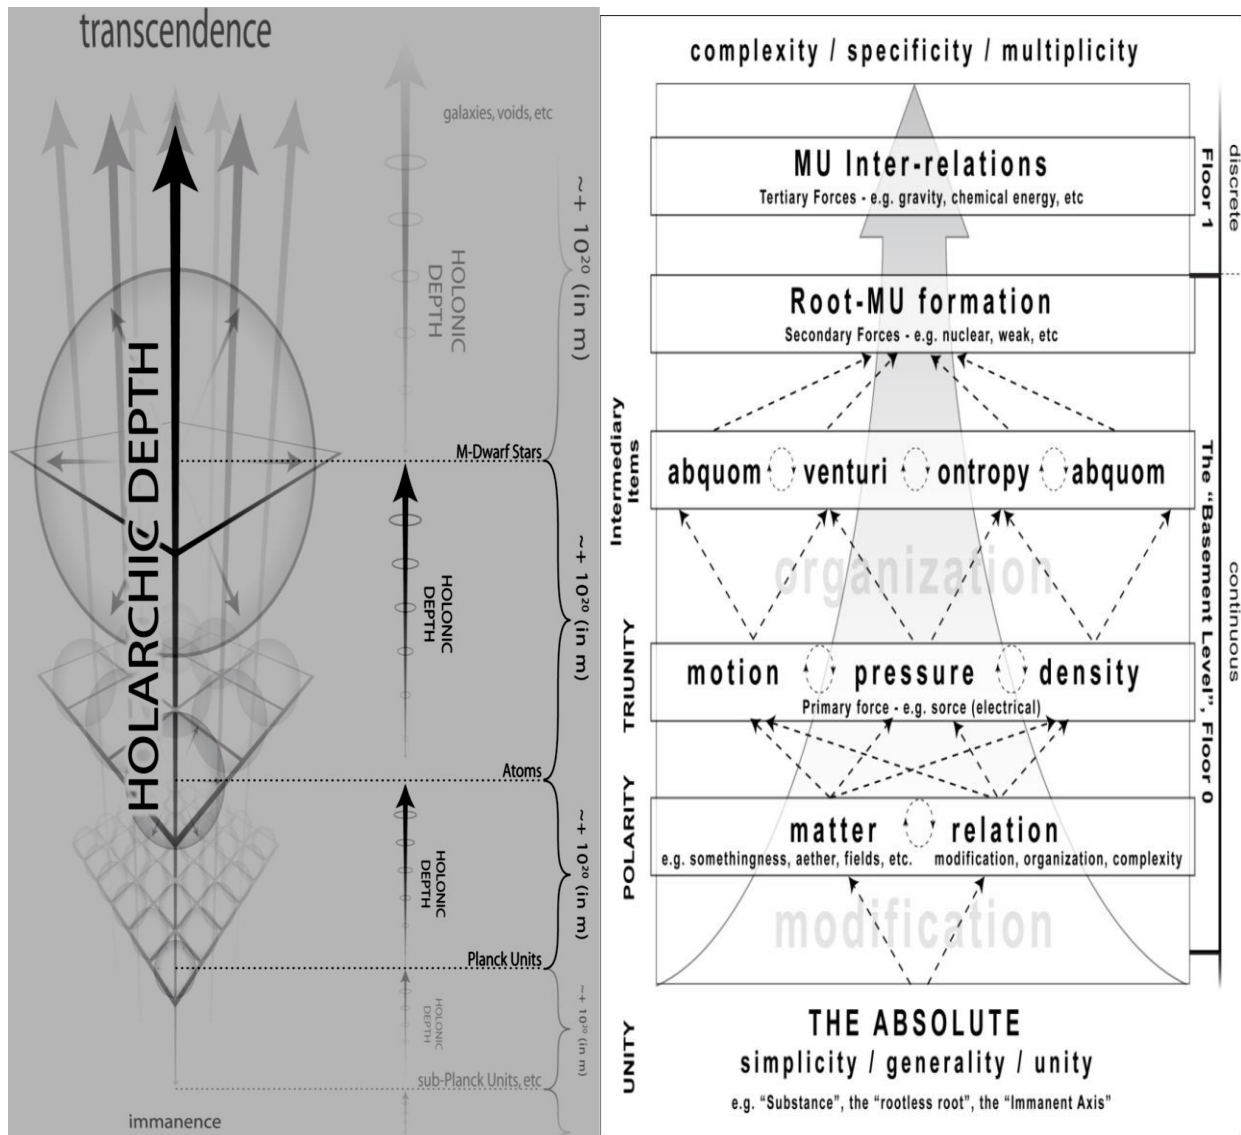 transcendence
galaxies, voids, etc
HOLONIC DEPTH
~+ 10²⁰ (in m)
HOLARCHIC DEPTH
M-Dwarf Stars
HOLONIC DEPTH
~+ 10²⁰ (in m)
Atoms
HOLONIC DEPTH
~+ 10²⁰ (in m)
Planck Units
HOLONIC DEPTH
~+ 10²⁰ (in m)
sub-Planck Units, etc
immanence
complexity / specificity / multiplicity
MU Inter-relations
Tertiary Forces - e.g. gravity, chemical energy, etc
Floor 1
discrete
Root-MU formation
Secondary Forces - e.g. nuclear, weak, etc
Intermediary
Items
abquom venturi ontropy abquom
organization
The "Basement Level", Floor 0
continuous
TRIUNITY
motion pressure density
Primary force - e.g. sorce (electrical)
POLARITY
matter relation
e.g. somethingness, aether, fields, etc. modification, organization, complexity
modification
UNITY
THE ABSOLUTE
simplicity / generality / unity
e.g. "Substance", the "rootless root", the "Immanent Axis"